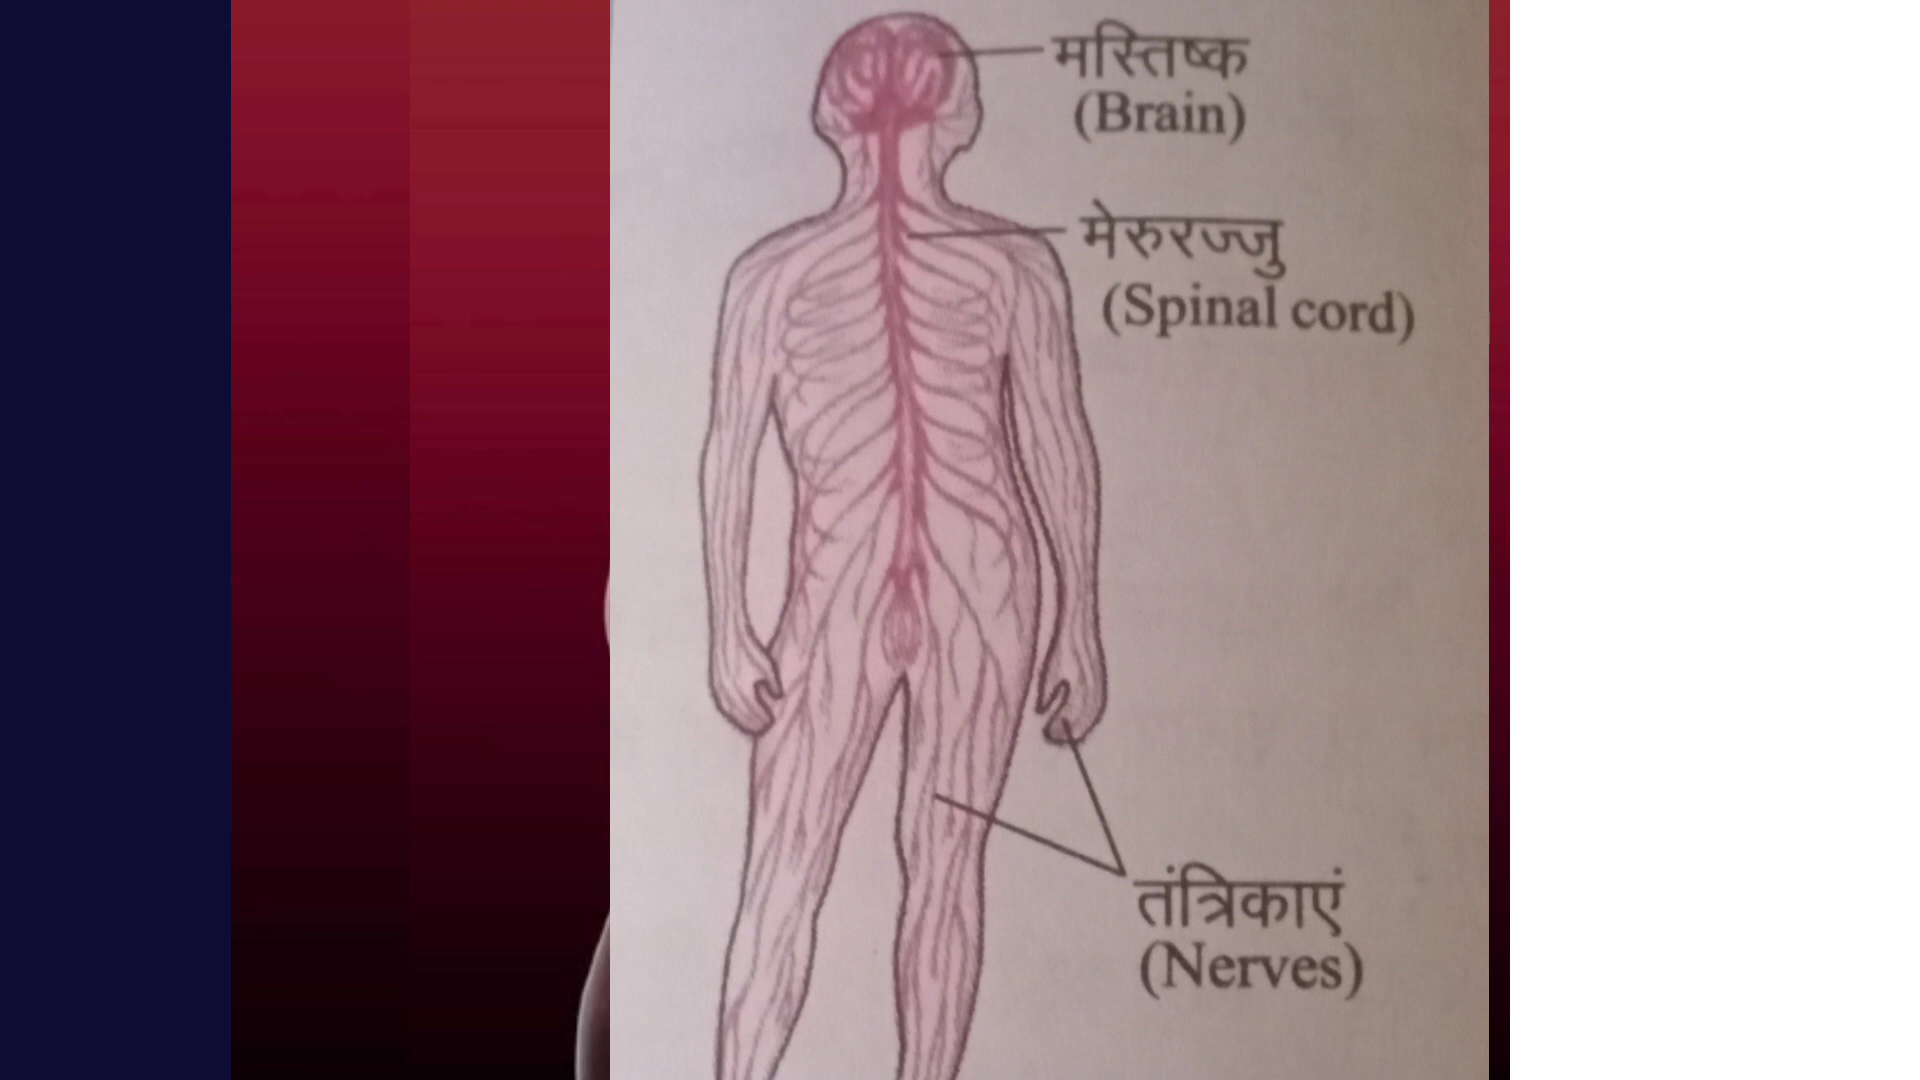 मस्तिष्क
(Brain)
मेरुरज्जु
(Spinal cord)
तंत्रिकाएं
(Nerves)